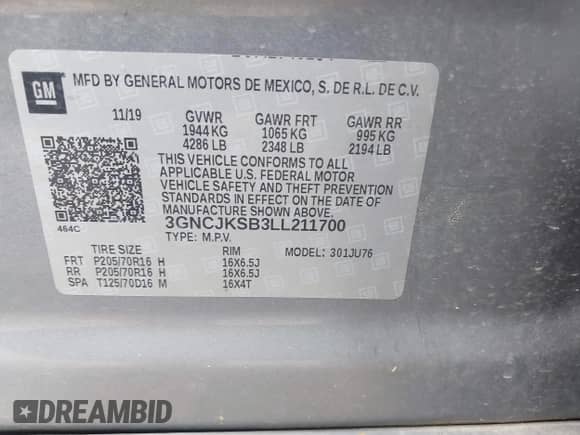 GM
MFD BY GENERAL MOTORS DE MEXICO, S. DE R.L. DE C.V.
11/19 GVWR GAWR FRT GAWR RR
1944 KG 1065 KG 995 KG
4286 LB 2348 LB 2194 LB
THIS VEHICLE CONFORMS TO ALL
APPLICABLE U.S. FEDERAL MOTOR
VEHICLE SAFETY AND THEFT PREVENTION
STANDARDS IN EFFECT ON THE DATE OF
MANUFACTURE SHOWN ABOVE.
464C
3GNCJKSB3LL211700
TYPE: M.P.V.
TIRE SIZE RIM MODEL: 301JU76
FRT P205/70R16 H 16X6.5J
RR P205/70R16 H 16X6.5J
SPA T125/70D16 M 16X4T
DREAMBID